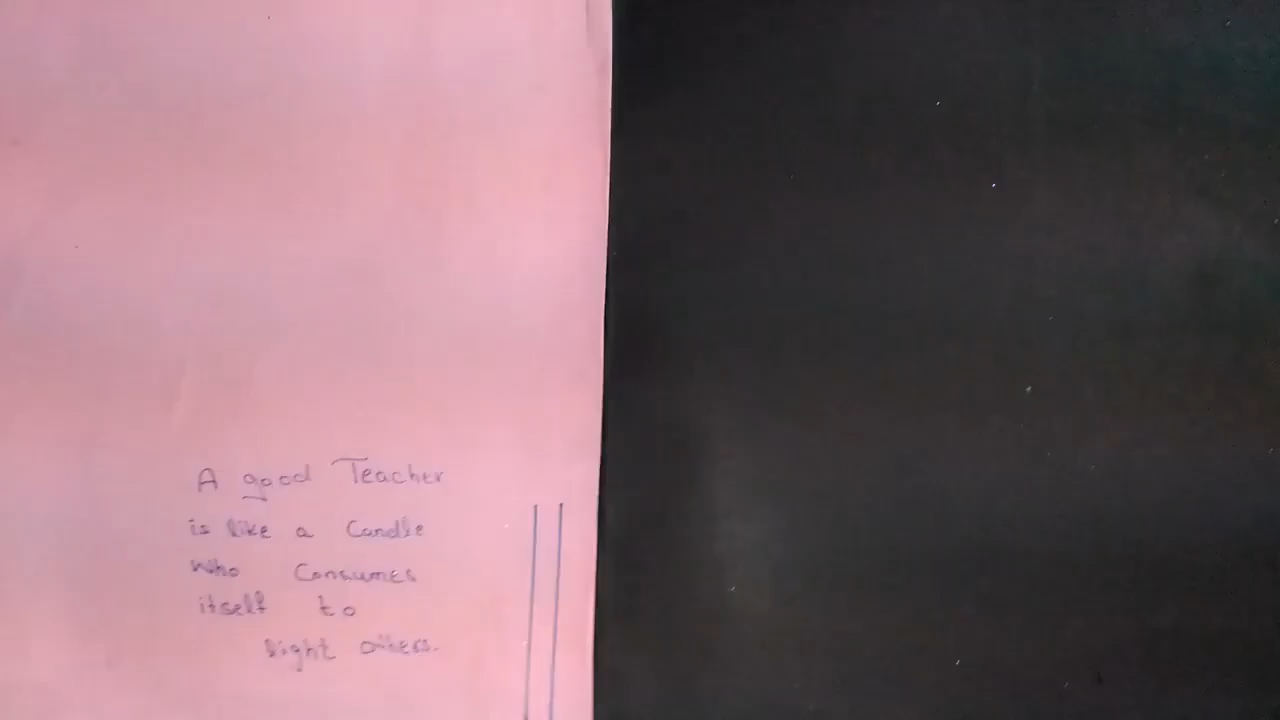 A good Teacher
is like a Candle
who Consumes
itself to
light others.